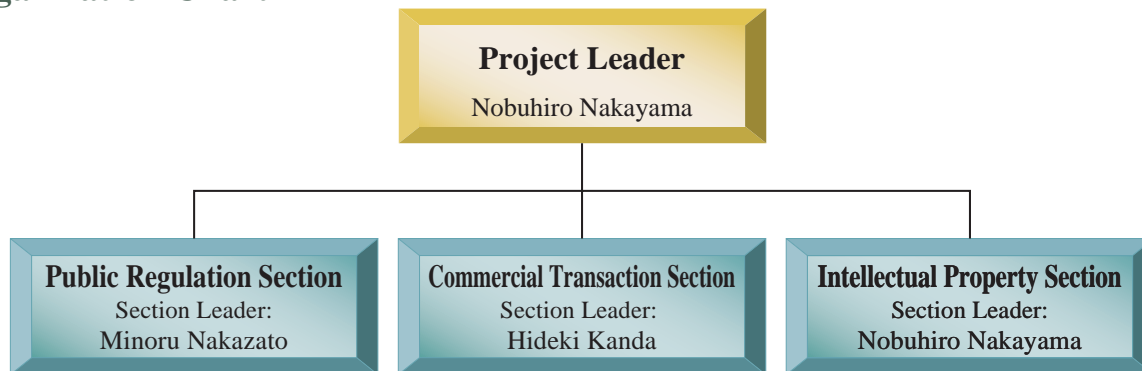 Project Leader
Nobuhiro Nakayama
Public Regulation Section
Section Leader:
Minoru Nakazato
Commercial Transaction Section
Section Leader:
Hideki Kanda
Intellectual Property Section
Section Leader:
Nobuhiro Nakayama